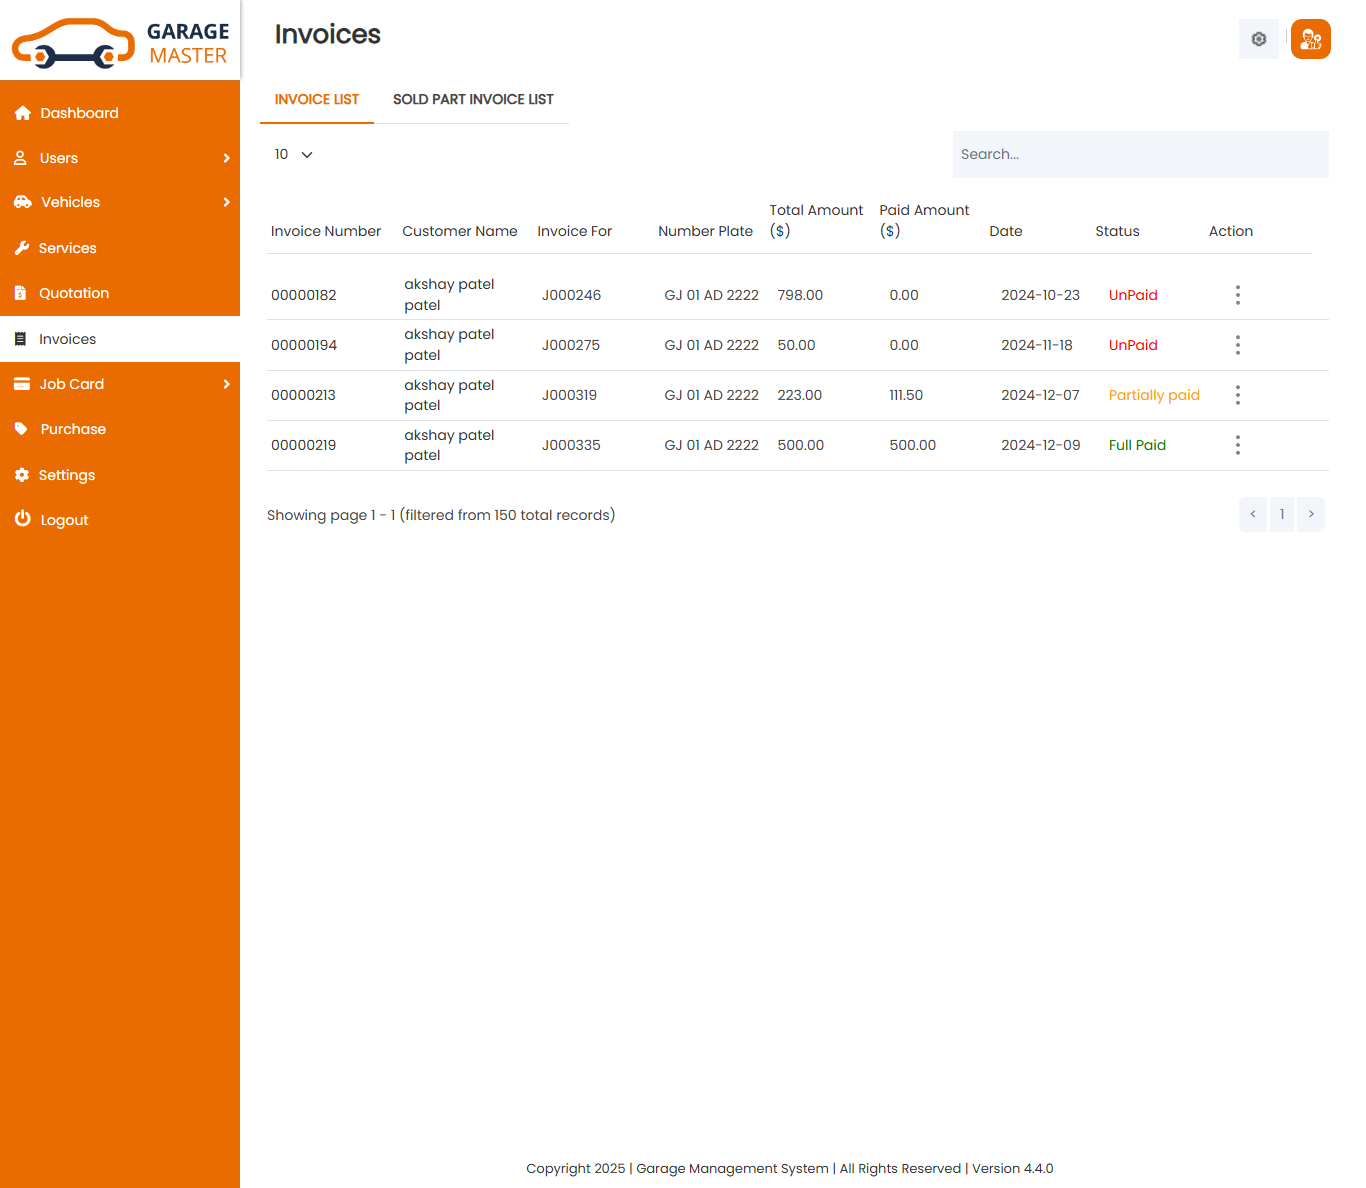 GARAGE
MASTER
Invoices
Dashboard
Users
Vehicles
Services
Quotation
Invoices
Job Card
Purchase
Settings
Logout
INVOICE LIST SOLD PART INVOICE LIST
10
Search...
Invoice Number Customer Name Invoice For Number Plate Total Amount ($) Paid Amount ($) Date Status Action
00000182 akshay patel patel J000246 GJ 01 AD 2222 798.00 0.00 2024-10-23 UnPaid
00000194 akshay patel patel J000275 GJ 01 AD 2222 50.00 0.00 2024-11-18 UnPaid
00000213 akshay patel patel J000319 GJ 01 AD 2222 223.00 111.50 2024-12-07 Partially paid
00000219 akshay patel patel J000335 GJ 01 AD 2222 500.00 500.00 2024-12-09 Full Paid
Showing page 1 - 1 (filtered from 150 total records)
< 1 >
Copyright 2025 | Garage Management System | All Rights Reserved | Version 4.4.0